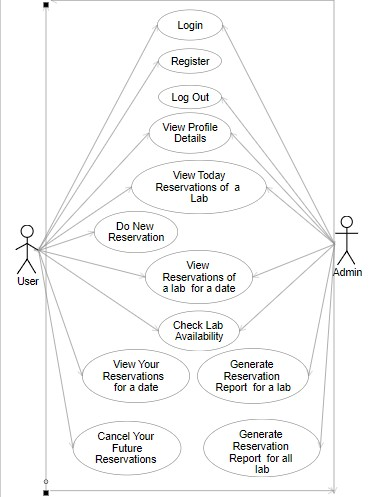 Login
Register
Log Out
View Profile
Details
View Today
Reservations of a
Lab
Do New
Reservation
User
Admin
View
Reservations of
a lab for a date
Check Lab
Availability
View Your
Reservations
for a date
Generate
Reservation
Report for a lab
Cancel Your
Future
Reservations
Generate
Reservation
Report for all
lab